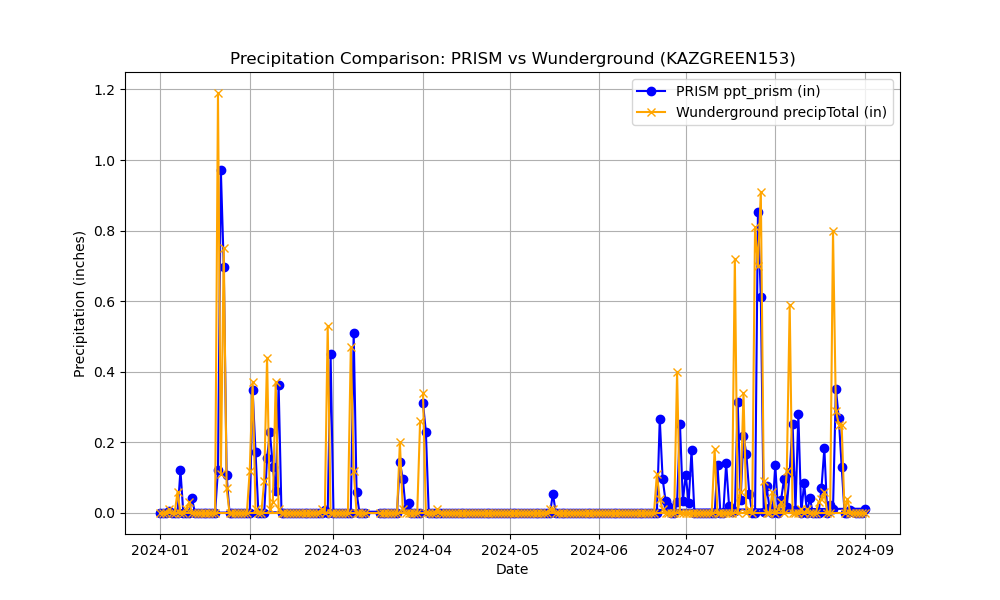 Precipitation Comparison: PRISM vs Wunderground (KAZGREEN153)
PRISM ppt_prism (in)
Wunderground precipTotal (in)
Precipitation (inches)
1.2
1.0
0.8
0.6
0.4
0.2
0.0
2024-01 2024-02 2024-03 2024-04 2024-05 2024-06 2024-07 2024-08 2024-09
Date